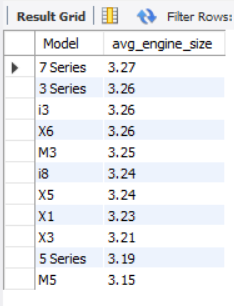 Result Grid Filter Rows:
Model avg_engine_size
7 Series 3.27
3 Series 3.26
i3 3.26
X6 3.26
M3 3.25
i8 3.24
X5 3.24
X1 3.23
X3 3.21
5 Series 3.19
M5 3.15